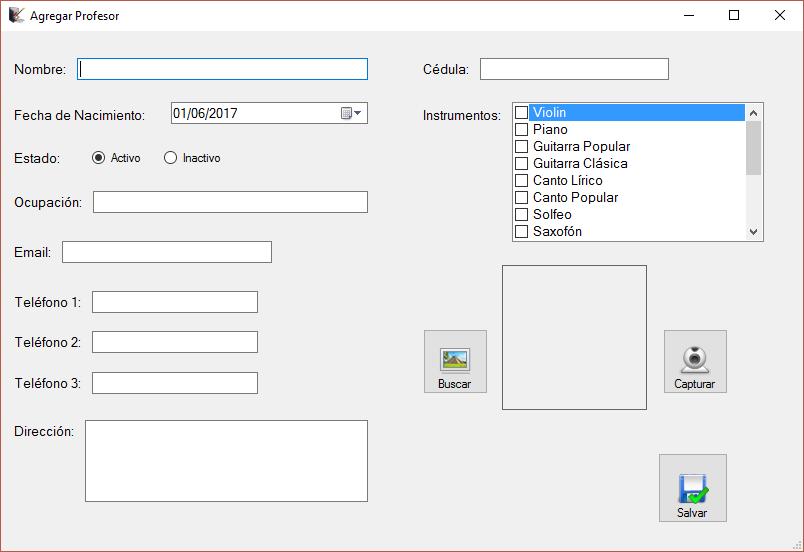 Agregar Profesor
Nombre:
Cédula:
Fecha de Nacimiento: 01/06/2017
Instrumentos:
Violin
Piano
Guitarra Popular
Guitarra Clásica
Canto Lírico
Canto Popular
Solfeo
Saxofón
Estado: Activo Inactivo
Ocupación:
Email:
Teléfono 1:
Teléfono 2:
Teléfono 3:
Buscar
Capturar
Dirección:
Salvar